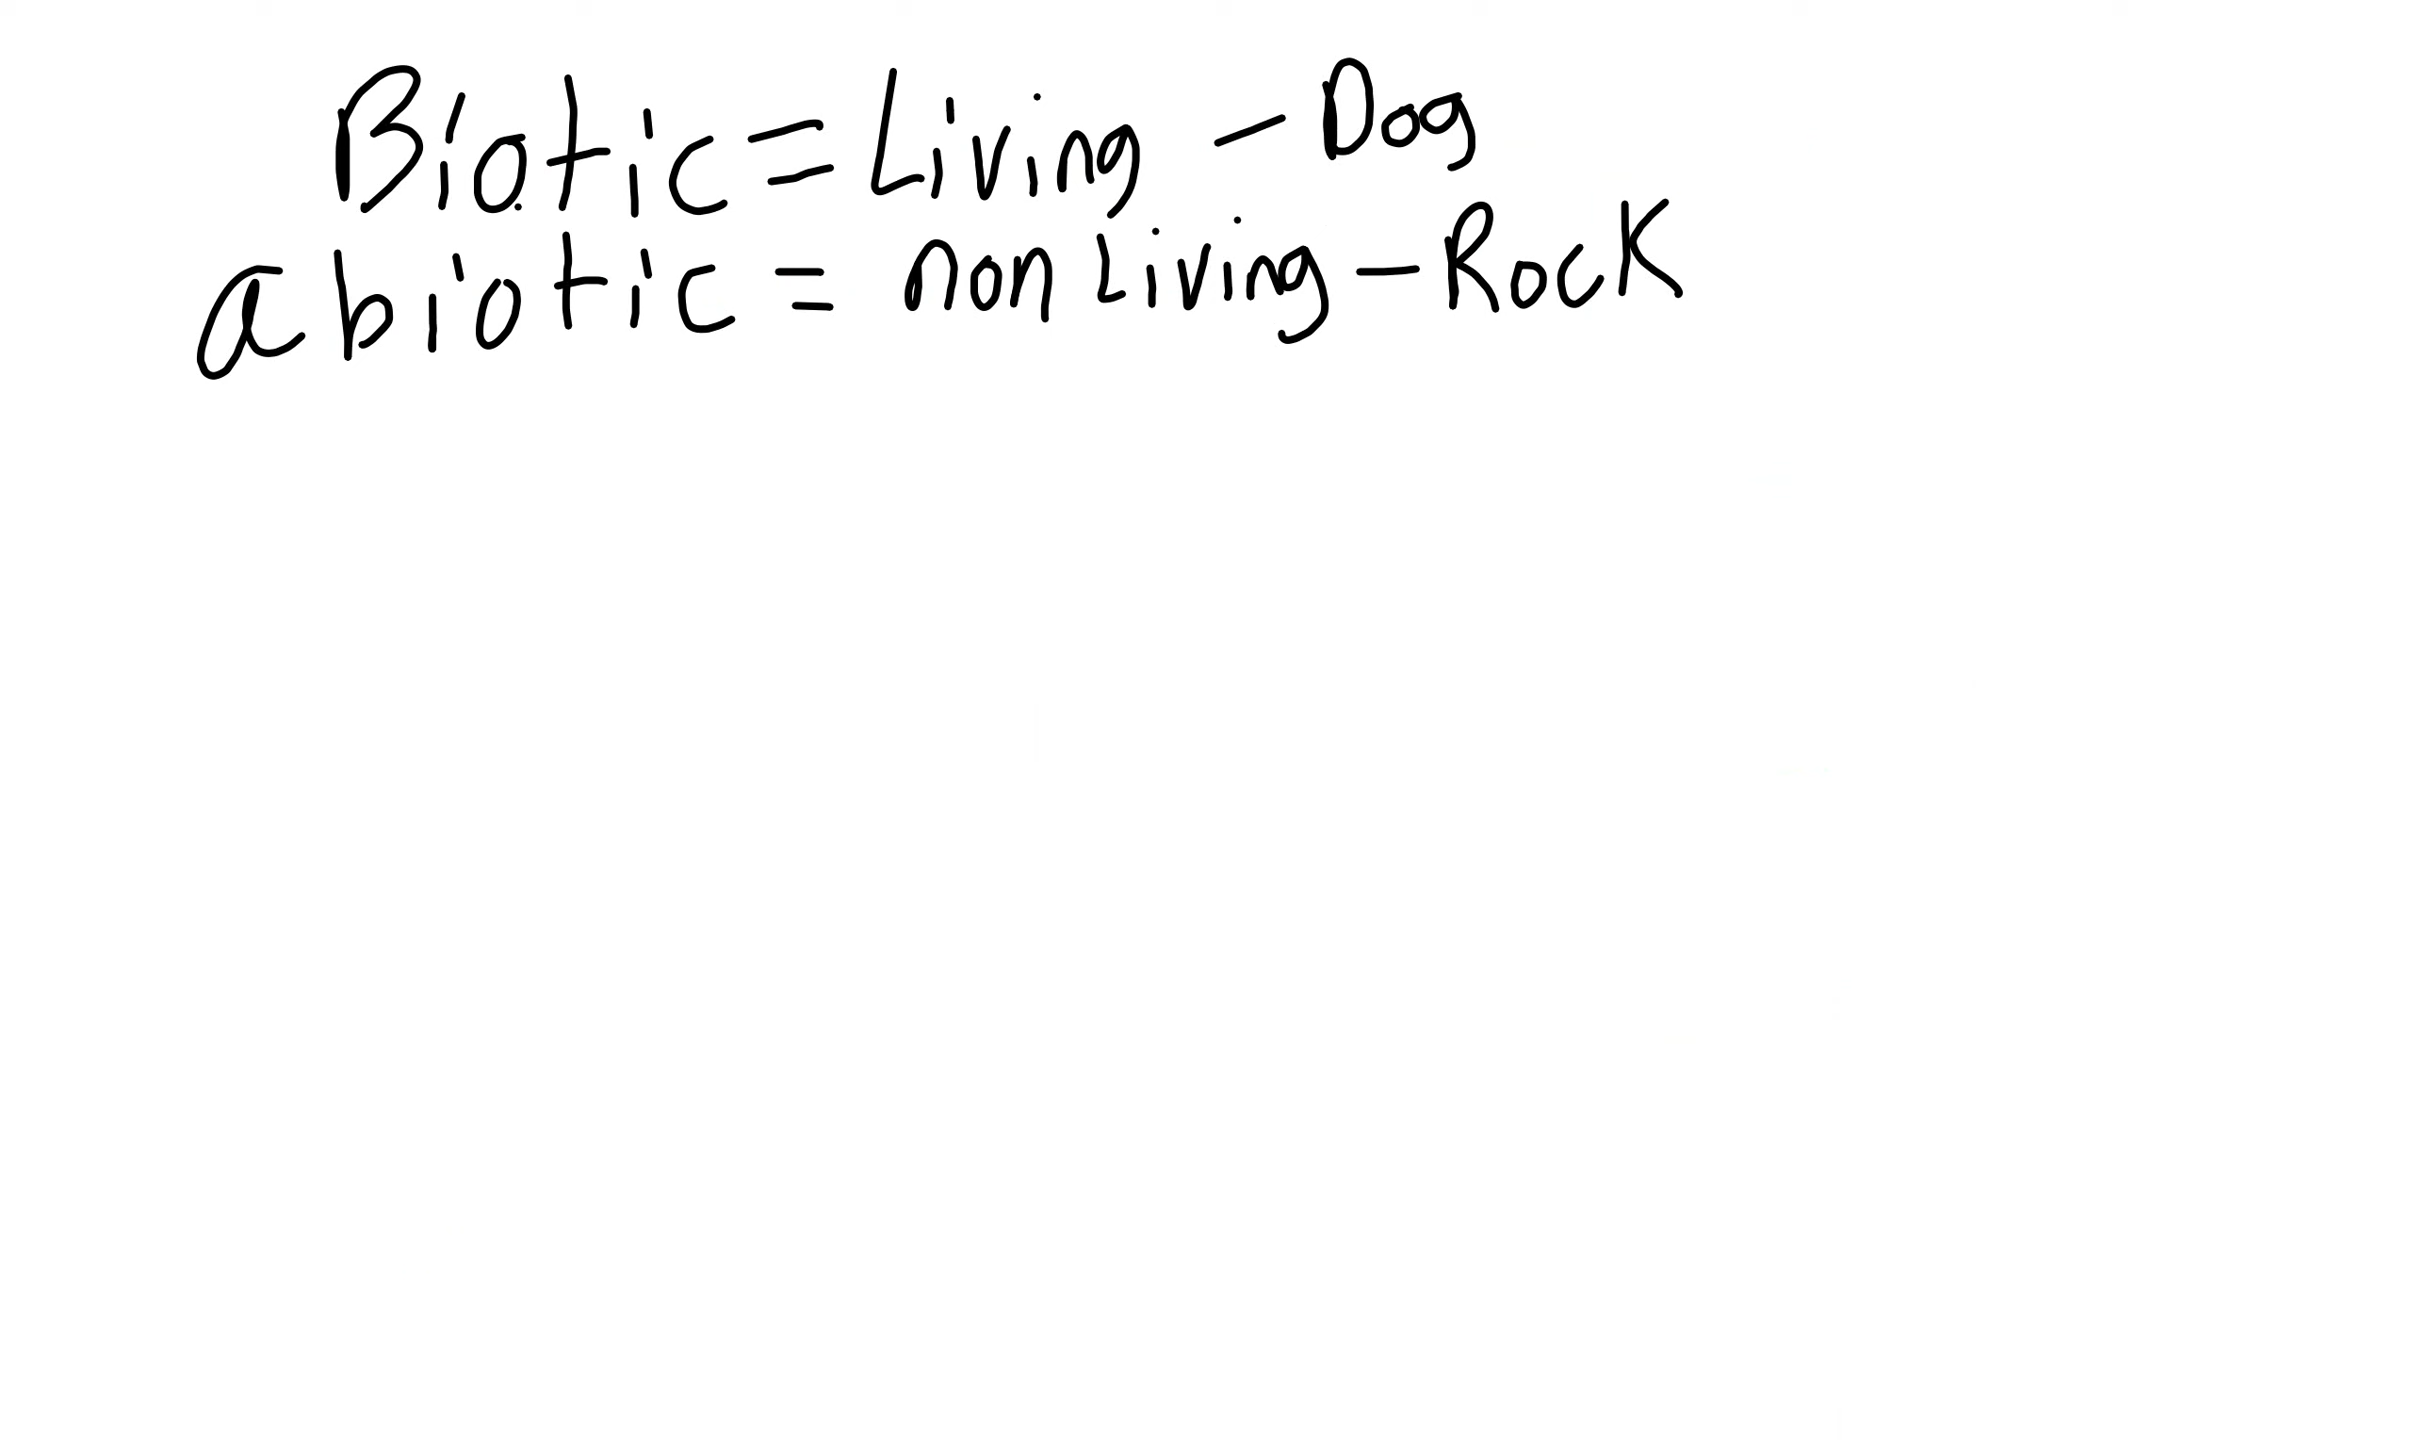 Biotic = Living - Dog
abiotic = non Living - Rock